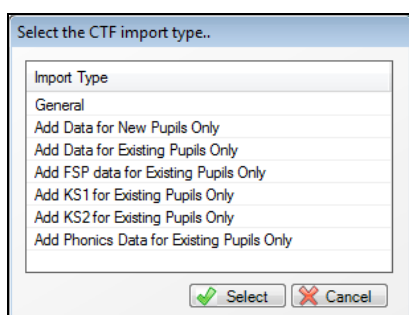 Select the CTF import type..
Import Type
General
Add Data for New Pupils Only
Add Data for Existing Pupils Only
Add FSP data for Existing Pupils Only
Add KS1 for Existing Pupils Only
Add KS2 for Existing Pupils Only
Add Phonics Data for Existing Pupils Only
Select Cancel